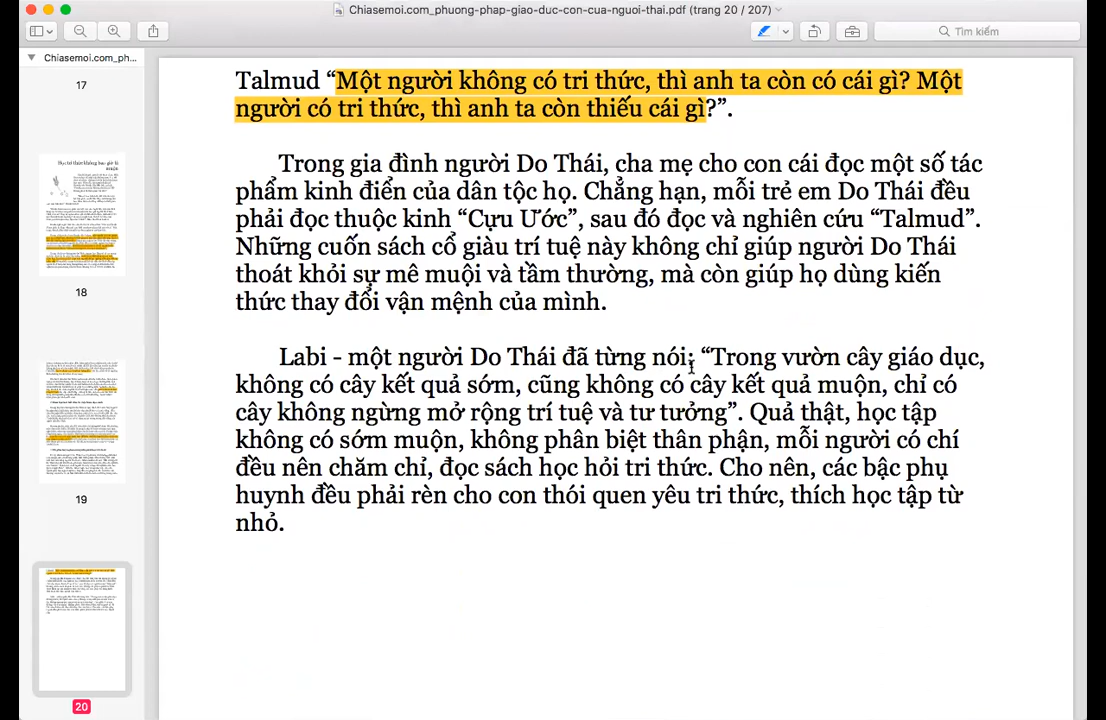 Chiasemoi.com_phuong-phap-giao-duc-con-cua-nguoi-thai.pdf (trang 20 / 207)
Tìm kiếm
Chiasemoi.com_ph...
17
18
19
20
Talmud “Một người không có tri thức, thì anh ta còn có cái gì? Một
người có tri thức, thì anh ta còn thiếu cái gì?”.
Trong gia đình người Do Thái, cha mẹ cho con cái đọc một số tác
phẩm kinh điển của dân tộc họ. Chẳng hạn, mỗi trẻ em Do Thái đều
phải đọc thuộc kinh “Cựu Ước”, sau đó đọc và nghiên cứu “Talmud”.
Những cuốn sách cổ giàu trí tuệ này không chỉ giúp người Do Thái
thoát khỏi sự mê muội và tầm thường, mà còn giúp họ dùng kiến
thức thay đổi vận mệnh của mình.
Labi - một người Do Thái đã từng nói: “Trong vườn cây giáo dục,
không có cây kết quả sớm, cũng không có cây kết quả muộn, chỉ có
cây không ngừng mở rộng trí tuệ và tư tưởng”. Quả thật, học tập
không có sớm muộn, không phân biệt thân phận, mỗi người có chí
đều nên chăm chỉ, đọc sách học hỏi tri thức. Cho nên, các bậc phụ
huynh đều phải rèn cho con thói quen yêu tri thức, thích học tập từ
nhỏ.